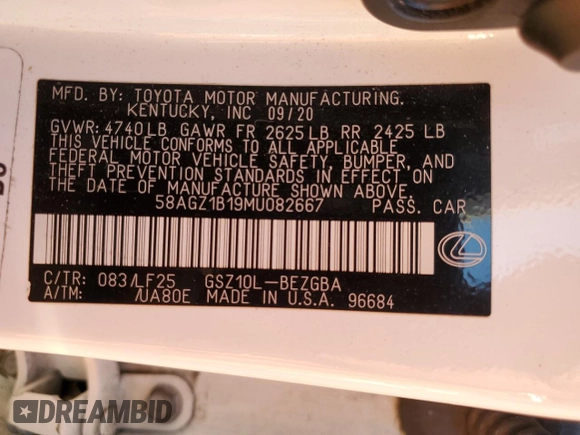 MFD. BY: TOYOTA MOTOR MANUFACTURING.
KENTUCKY, INC 09/20
GVWR: 4740LB GAWR FR 2625LB RR 2425 LB
THIS VEHICLE CONFORMS TO ALL APPLICABLE
FEDERAL MOTOR VEHICLE SAFETY, BUMPER, AND
THEFT PREVENTION STANDARDS IN EFFECT ON
THE DATE OF MANUFACTURE SHOWN ABOVE.
58AGZ1B19MU082667 PASS. CAR
C/TR: 083/LF25 GSZ10L-BEZGBA
A/TM: /UA80E MADE IN U.S.A. 96684
DREAMBID